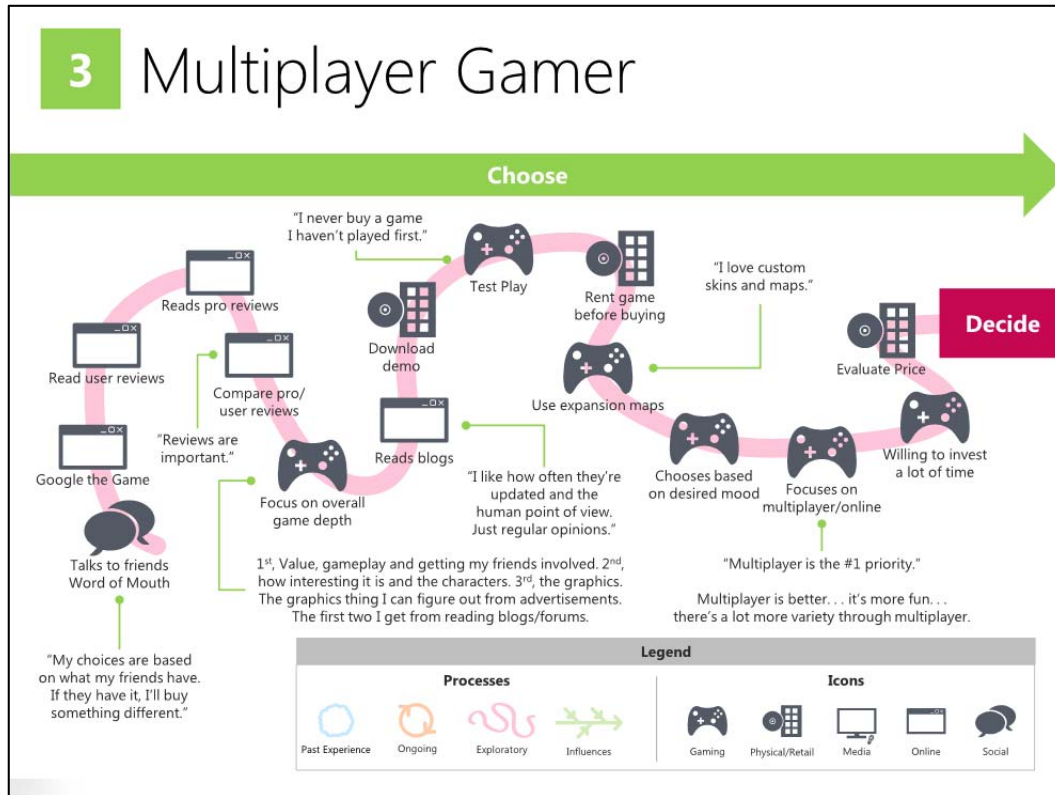 3 Multiplayer Gamer
Choose
"I never buy a game
I haven't played first."
Test Play
Rent game
before buying
"I love custom
skins and maps."
Reads pro reviews
Download
demo
Decide
Evaluate Price
Read user reviews
Compare pro/
user reviews
Use expansion maps
"Reviews are
important."
Reads blogs
Google the Game
Focus on overall
game depth
"I like how often they're
updated and the
human point of view.
Just regular opinions."
Chooses based
on desired mood
Focuses on
multiplayer/online
Willing to invest
a lot of time
Talks to friends
Word of Mouth
1st, Value, gameplay and getting my friends involved. 2nd,
how interesting it is and the characters. 3rd, the graphics.
The graphics thing I can figure out from advertisements.
The first two I get from reading blogs/forums.
"Multiplayer is the #1 priority."
Multiplayer is better. . . it's more fun. . .
there's a lot more variety through multiplayer.
"My choices are based
on what my friends have.
If they have it, I'll buy
something different."
Legend
Processes
Icons
Past Experience
Ongoing
Exploratory
Influences
Gaming
Physical/Retail
Media
Online
Social